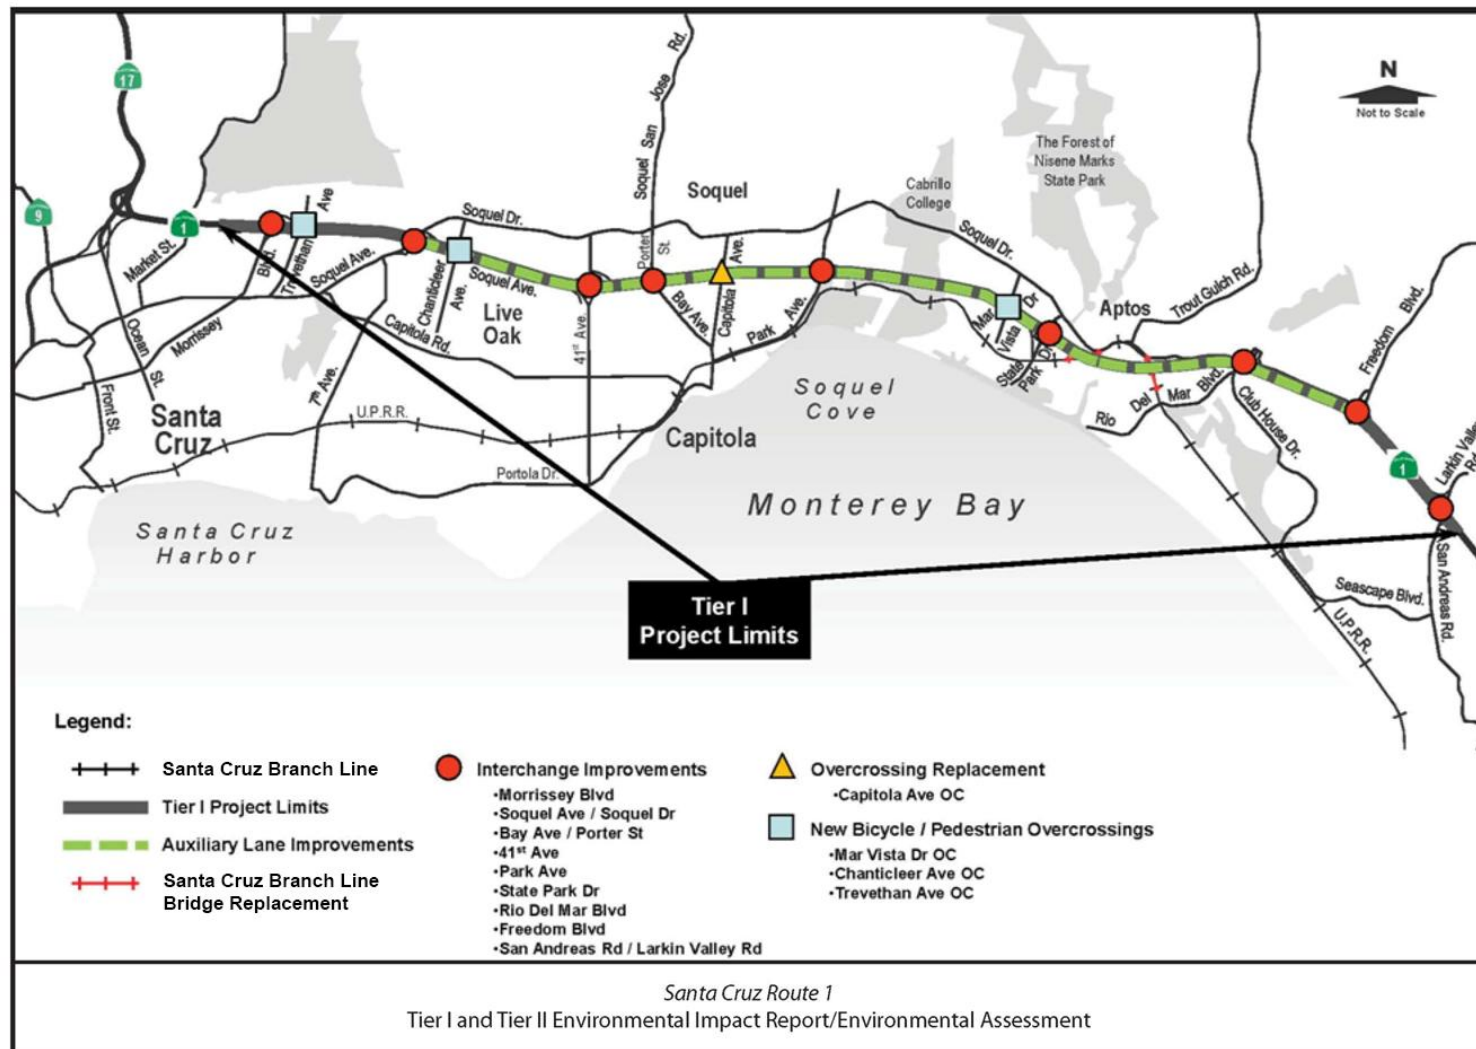 17
9
1
N
Not to Scale
Soquel San Jose Rd.
Soquel
Cabrillo
College
The Forest of
Nisene Marks
State Park
Market St.
Blvd.
Trevethan
Ave
Soquel Ave.
Soquel Dr.
Chanticleer
Ave.
Soquel Ave.
Live
Oak
Porter
St.
41st Ave.
Bay Ave.
Capitola
Ave.
Park
Ave.
Soquel Dr.
Mar
Vista
Dr
State
Park
Dr
Aptos
Trout Gulch Rd.
Freedom
Blvd.
Ocean
St.
Morrissey
Front St.
Santa
Cruz
7th Ave.
Capitola Rd.
U.P.R.R.
Portola Dr.
Capitola
Soquel
Cove
Rio
Del
Mar
Blvd.
Club House Dr.
1
Larkin Valley
Rd.
Santa Cruz
Harbor
Monterey Bay
Tier I
Project Limits
Seascape Blvd.
San Andreas Rd.
U.P.R.R.
Legend:
Santa Cruz Branch Line
Tier I Project Limits
Auxiliary Lane Improvements
Santa Cruz Branch Line
Bridge Replacement
Interchange Improvements
•Morrissey Blvd
•Soquel Ave / Soquel Dr
•Bay Ave / Porter St
•41st Ave
•Park Ave
•State Park Dr
•Rio Del Mar Blvd
•Freedom Blvd
•San Andreas Rd / Larkin Valley Rd
Overcrossing Replacement
•Capitola Ave OC
New Bicycle / Pedestrian Overcrossings
•Mar Vista Dr OC
•Chanticleer Ave OC
•Trevethan Ave OC
Santa Cruz Route 1
Tier I and Tier II Environmental Impact Report/Environmental Assessment